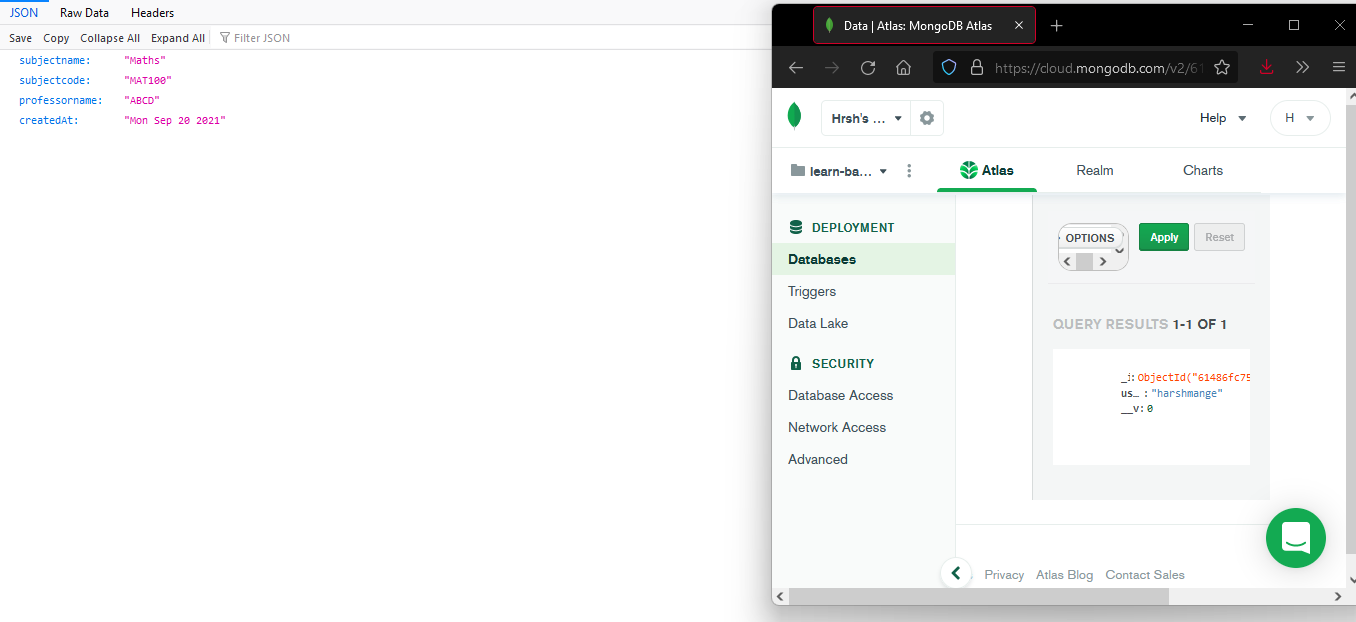 JSON Raw Data Headers
Save Copy Collapse All Expand All Filter JSON
subjectname: "Maths"
subjectcode: "MAT100"
professorname: "ABCD"
createdAt: "Mon Sep 20 2021"
Data | Atlas: MongoDB Atlas
https://cloud.mongodb.com/v2/61
Hrsh's ...
Help
H
learn-ba...
Atlas Realm Charts
DEPLOYMENT
Databases
Triggers
Data Lake
SECURITY
Database Access
Network Access
Advanced
OPTIONS Apply Reset
QUERY RESULTS 1-1 OF 1
_i: ObjectId("61486fc75
us… : "harshmange"
__v: 0
Privacy Atlas Blog Contact Sales